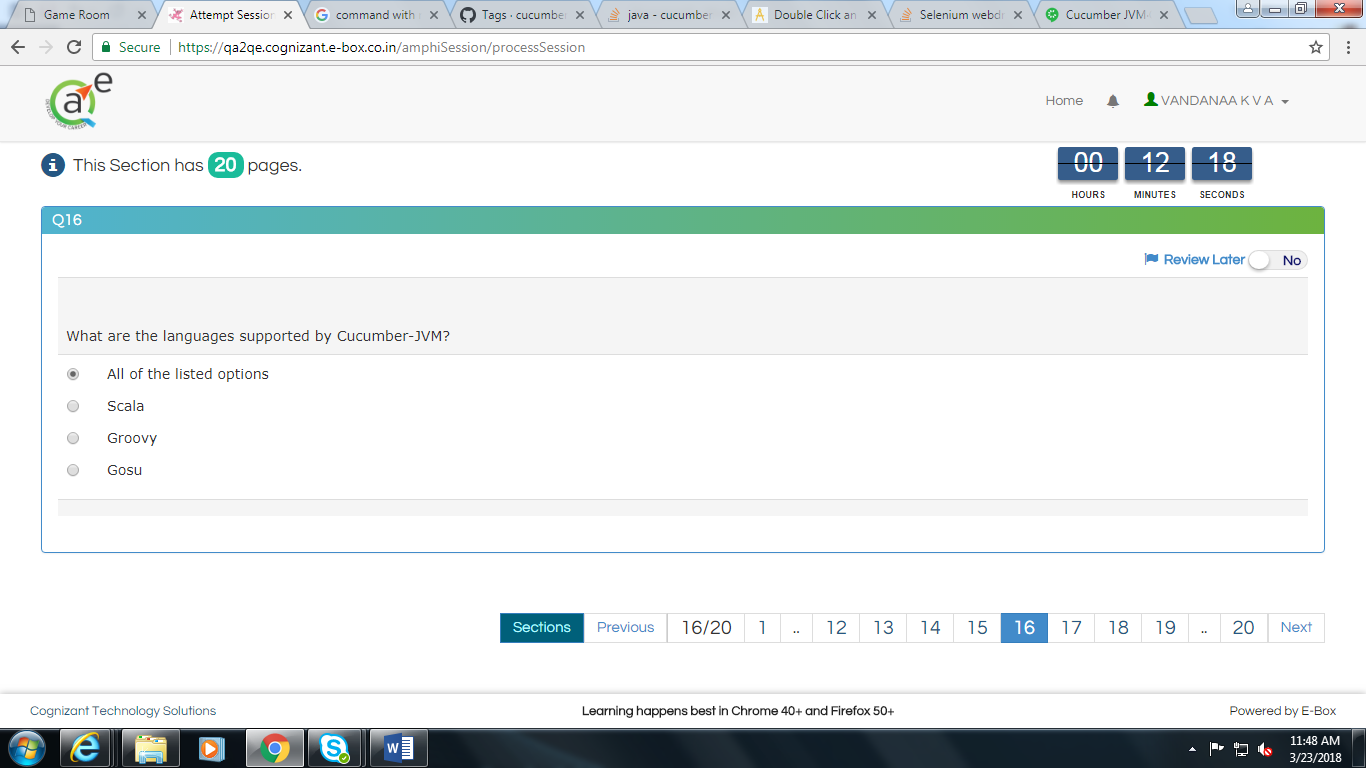 Game Room
Attempt Session
command with
Tags · cucumber
java - cucumber
Double Click an
Selenium webdr
Cucumber JVM
Secure
https://qa2qe.cognizant.e-box.co.in/amphiSession/processSession
a e
Home
VANDANAA K V A
This Section has 20 pages.
00 12 18
HOURS MINUTES SECONDS
Q16
Review Later No
What are the languages supported by Cucumber-JVM?
All of the listed options
Scala
Groovy
Gosu
Sections Previous 16/20 1 .. 12 13 14 15 16 17 18 19 .. 20 Next
Cognizant Technology Solutions
Learning happens best in Chrome 40+ and Firefox 50+
Powered by E-Box
11:48 AM
3/23/2018